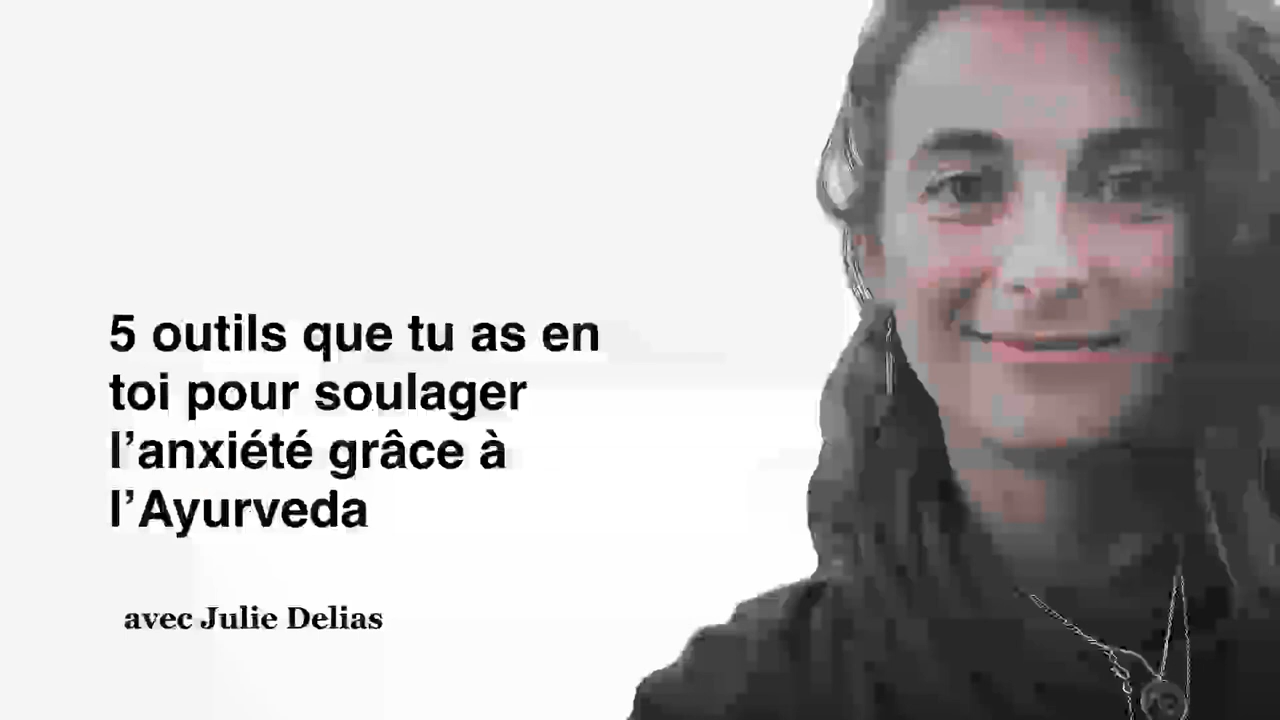 5 outils que tu as en
toi pour soulager
l’anxiété grâce à
l’Ayurveda
avec Julie Delias